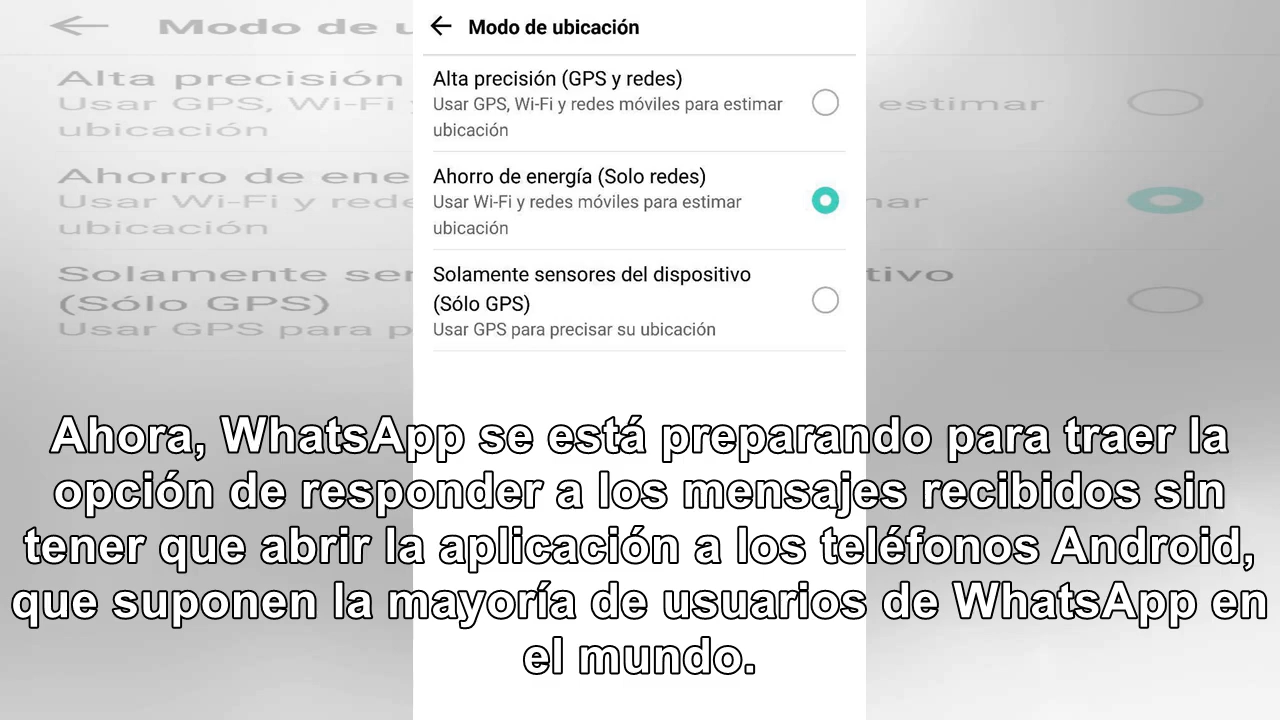 Modo de ubicación
Alta precisión (GPS y redes)
Usar GPS, Wi-Fi y redes móviles para estimar
ubicación
Ahorro de energía (Solo redes)
Usar Wi-Fi y redes móviles para estimar
ubicación
Solamente sensores del dispositivo
(Sólo GPS)
Usar GPS para precisar su ubicación
Ahora, WhatsApp se está preparando para traer la
opción de responder a los mensajes recibidos sin
tener que abrir la aplicación a los teléfonos Android,
que suponen la mayoría de usuarios de WhatsApp en
el mundo.